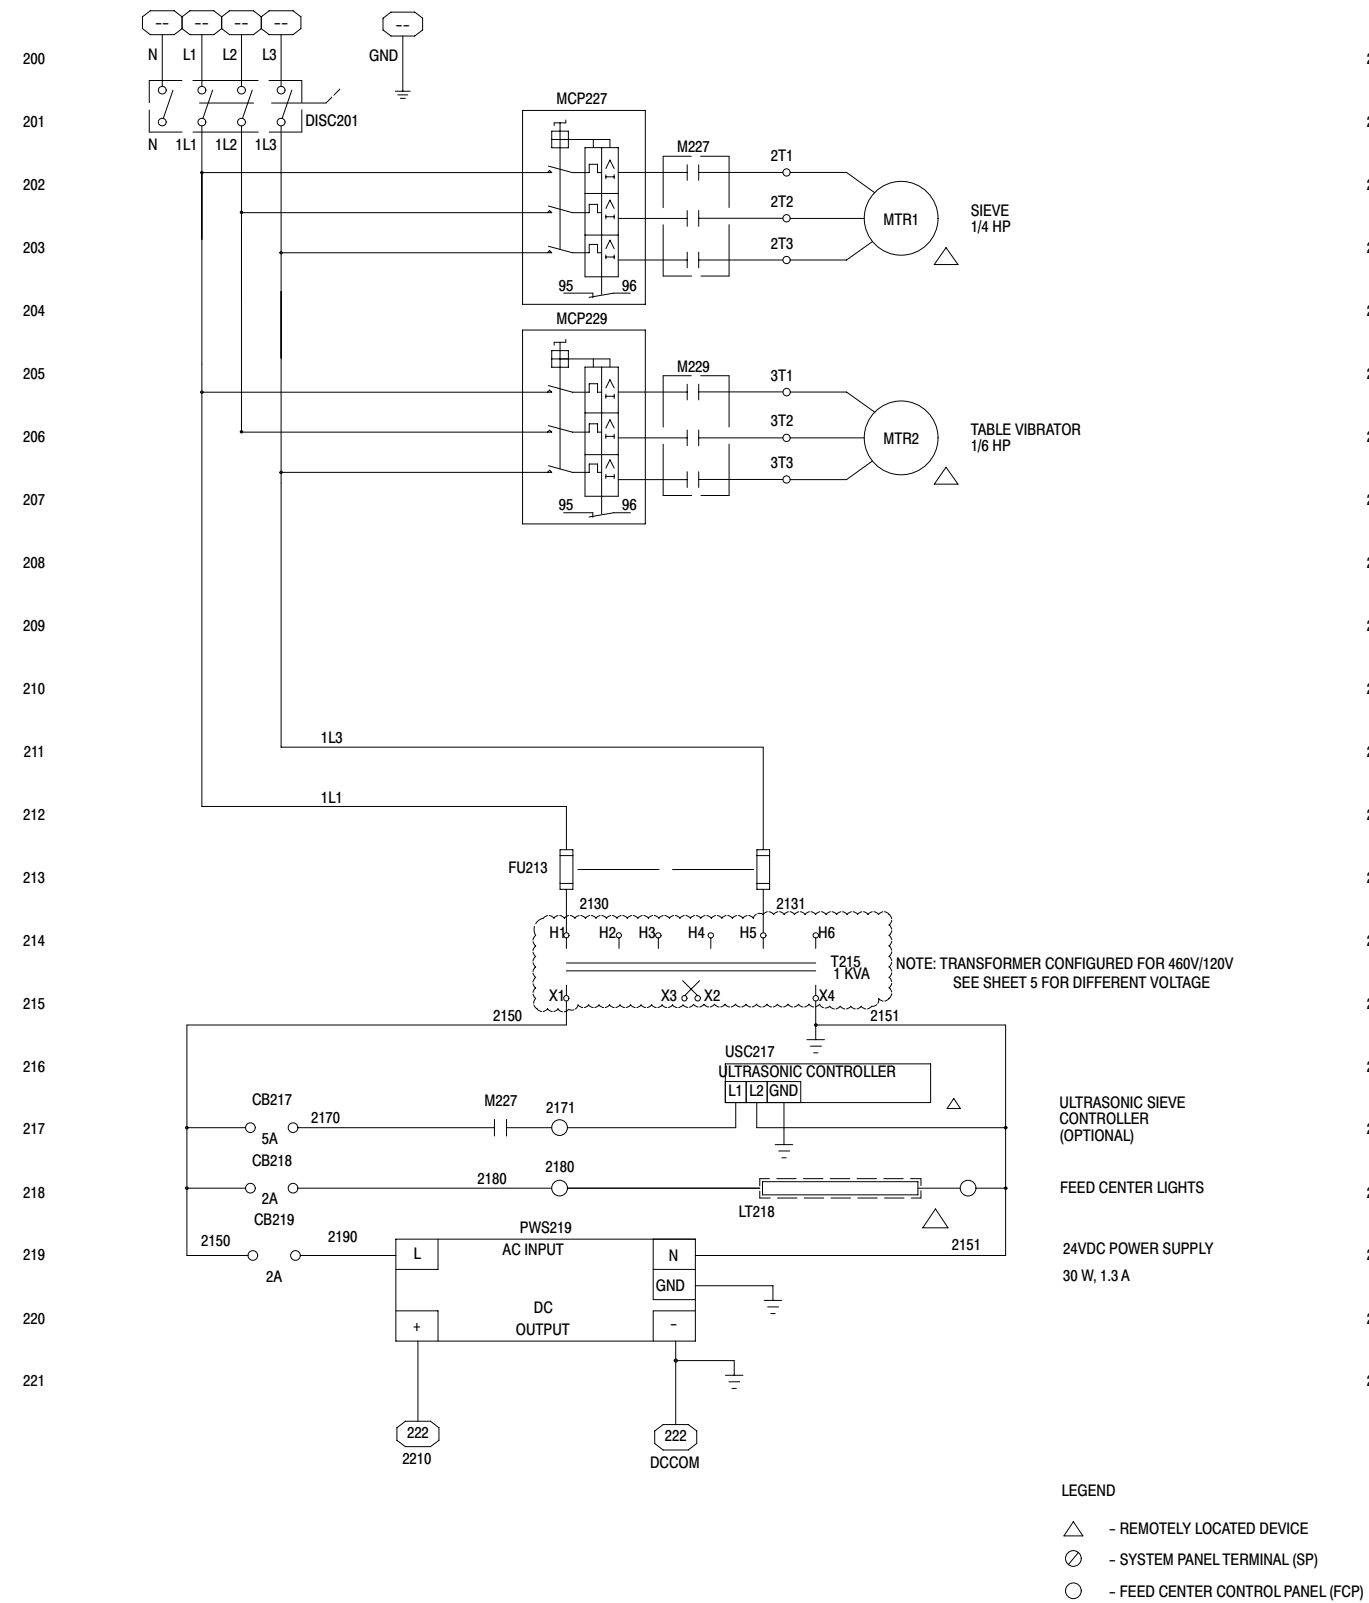 -- -- -- -- --
200 N L1 L2 L3 GND
201 DISC201
N 1L1 1L2 1L3
MCP227
M227
2T1
202
2T2
MTR1
SIEVE
1/4 HP
203
2T3
95 96
204
MCP229
205
M229
3T1
206
3T2
MTR2
TABLE VIBRATOR
1/6 HP
3T3
207
95 96
208
209
210
211 1L3
212 1L1
213 FU213
2130 2131
214 H1 H2 H3 H4 H5 H6
T215
1 KVA
NOTE: TRANSFORMER CONFIGURED FOR 460V/120V
SEE SHEET 5 FOR DIFFERENT VOLTAGE
215 X1 X3 X2 X4
2150 2151
216 USC217
ULTRASONIC CONTROLLER
L1 L2 GND
CB217 M227 2171
2170
217 5A
ULTRASONIC SIEVE
CONTROLLER
(OPTIONAL)
CB218
2180 2180
218 2A
FEED CENTER LIGHTS
LT218
CB219
2150 2190
219 2A
PWS219
AC INPUT
L N
2151
24VDC POWER SUPPLY
30 W, 1.3 A
GND
220
DC
OUTPUT
+ -
221
222 222
2210 DCCOM
LEGEND
- REMOTELY LOCATED DEVICE
- SYSTEM PANEL TERMINAL (SP)
- FEED CENTER CONTROL PANEL (FCP)